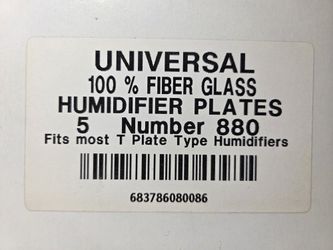 UNIVERSAL
100 % FIBER GLASS
HUMIDIFIER PLATES
5 Number 880
Fits most T Plate Type Humidifiers
683786080086